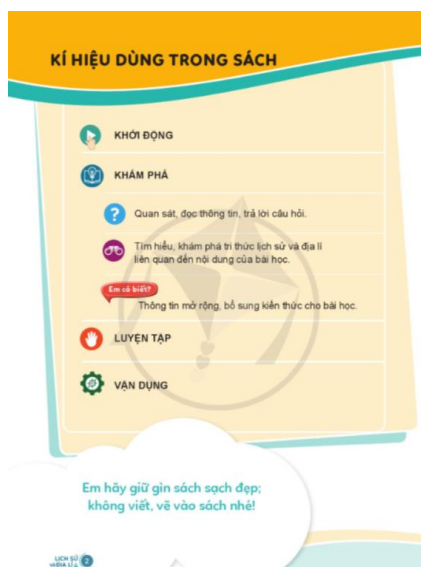 KÍ HIỆU DÙNG TRONG SÁCH
KHỞI ĐỘNG
KHÁM PHÁ
?
Quan sát, đọc thông tin, trả lời câu hỏi.
Tìm hiểu, khám phá tri thức lịch sử và địa lí
liên quan đến nội dung của bài học.
Em có biết?
Thông tin mở rộng, bổ sung kiến thức cho bài học.
LUYỆN TẬP
VẬN DỤNG
Em hãy giữ gìn sách sạch đẹp;
không viết, vẽ vào sách nhé!
LỊCH SỬ
VÀ ĐỊA LÍ 4
2